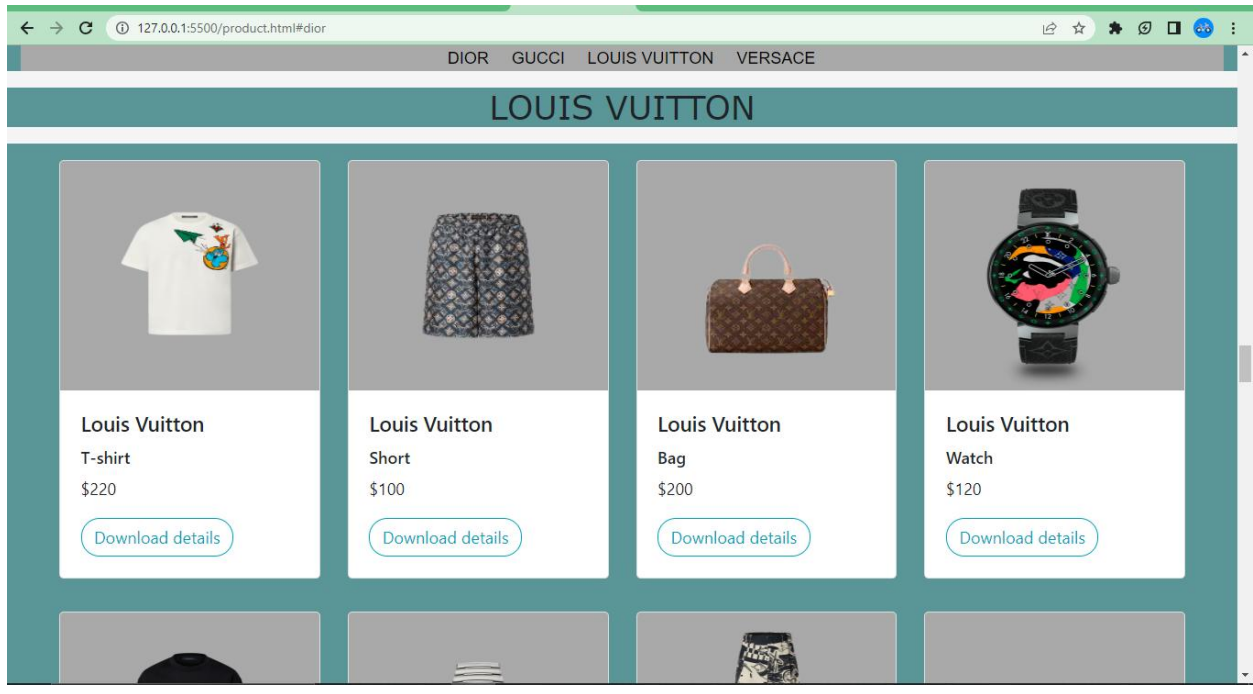 127.0.0.1:5500/product.html#dior
DIOR GUCCI LOUIS VUITTON VERSACE
LOUIS VUITTON
Louis Vuitton
T-shirt
$220
Download details
Louis Vuitton
Short
$100
Download details
Louis Vuitton
Bag
$200
Download details
Louis Vuitton
Watch
$120
Download details